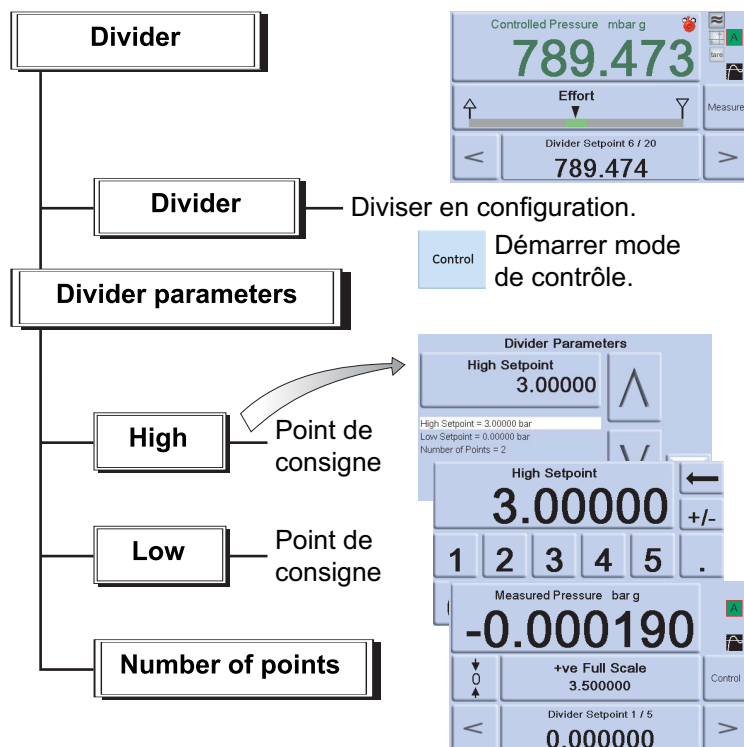 Divider
Controlled Pressure mbar g
789.473
A
tare
Effort
Measure
Divider Setpoint 6 / 20
< 789.474 >
Divider
Diviser en configuration.
Control
Démarrer mode
de contrôle.
Divider parameters
Divider Parameters
High Setpoint
3.00000
High Setpoint = 3.00000 bar
Low Setpoint = 0.00000 bar
Number of Points = 2
High
Point de
consigne
High Setpoint
3.00000
+/-
1 2 3 4 5 .
Low
Point de
consigne
Measured Pressure bar g
-0.000190
A
0
+ve Full Scale
3.500000
Control
Number of points
Divider Setpoint 1 / 5
< 0.000000 >